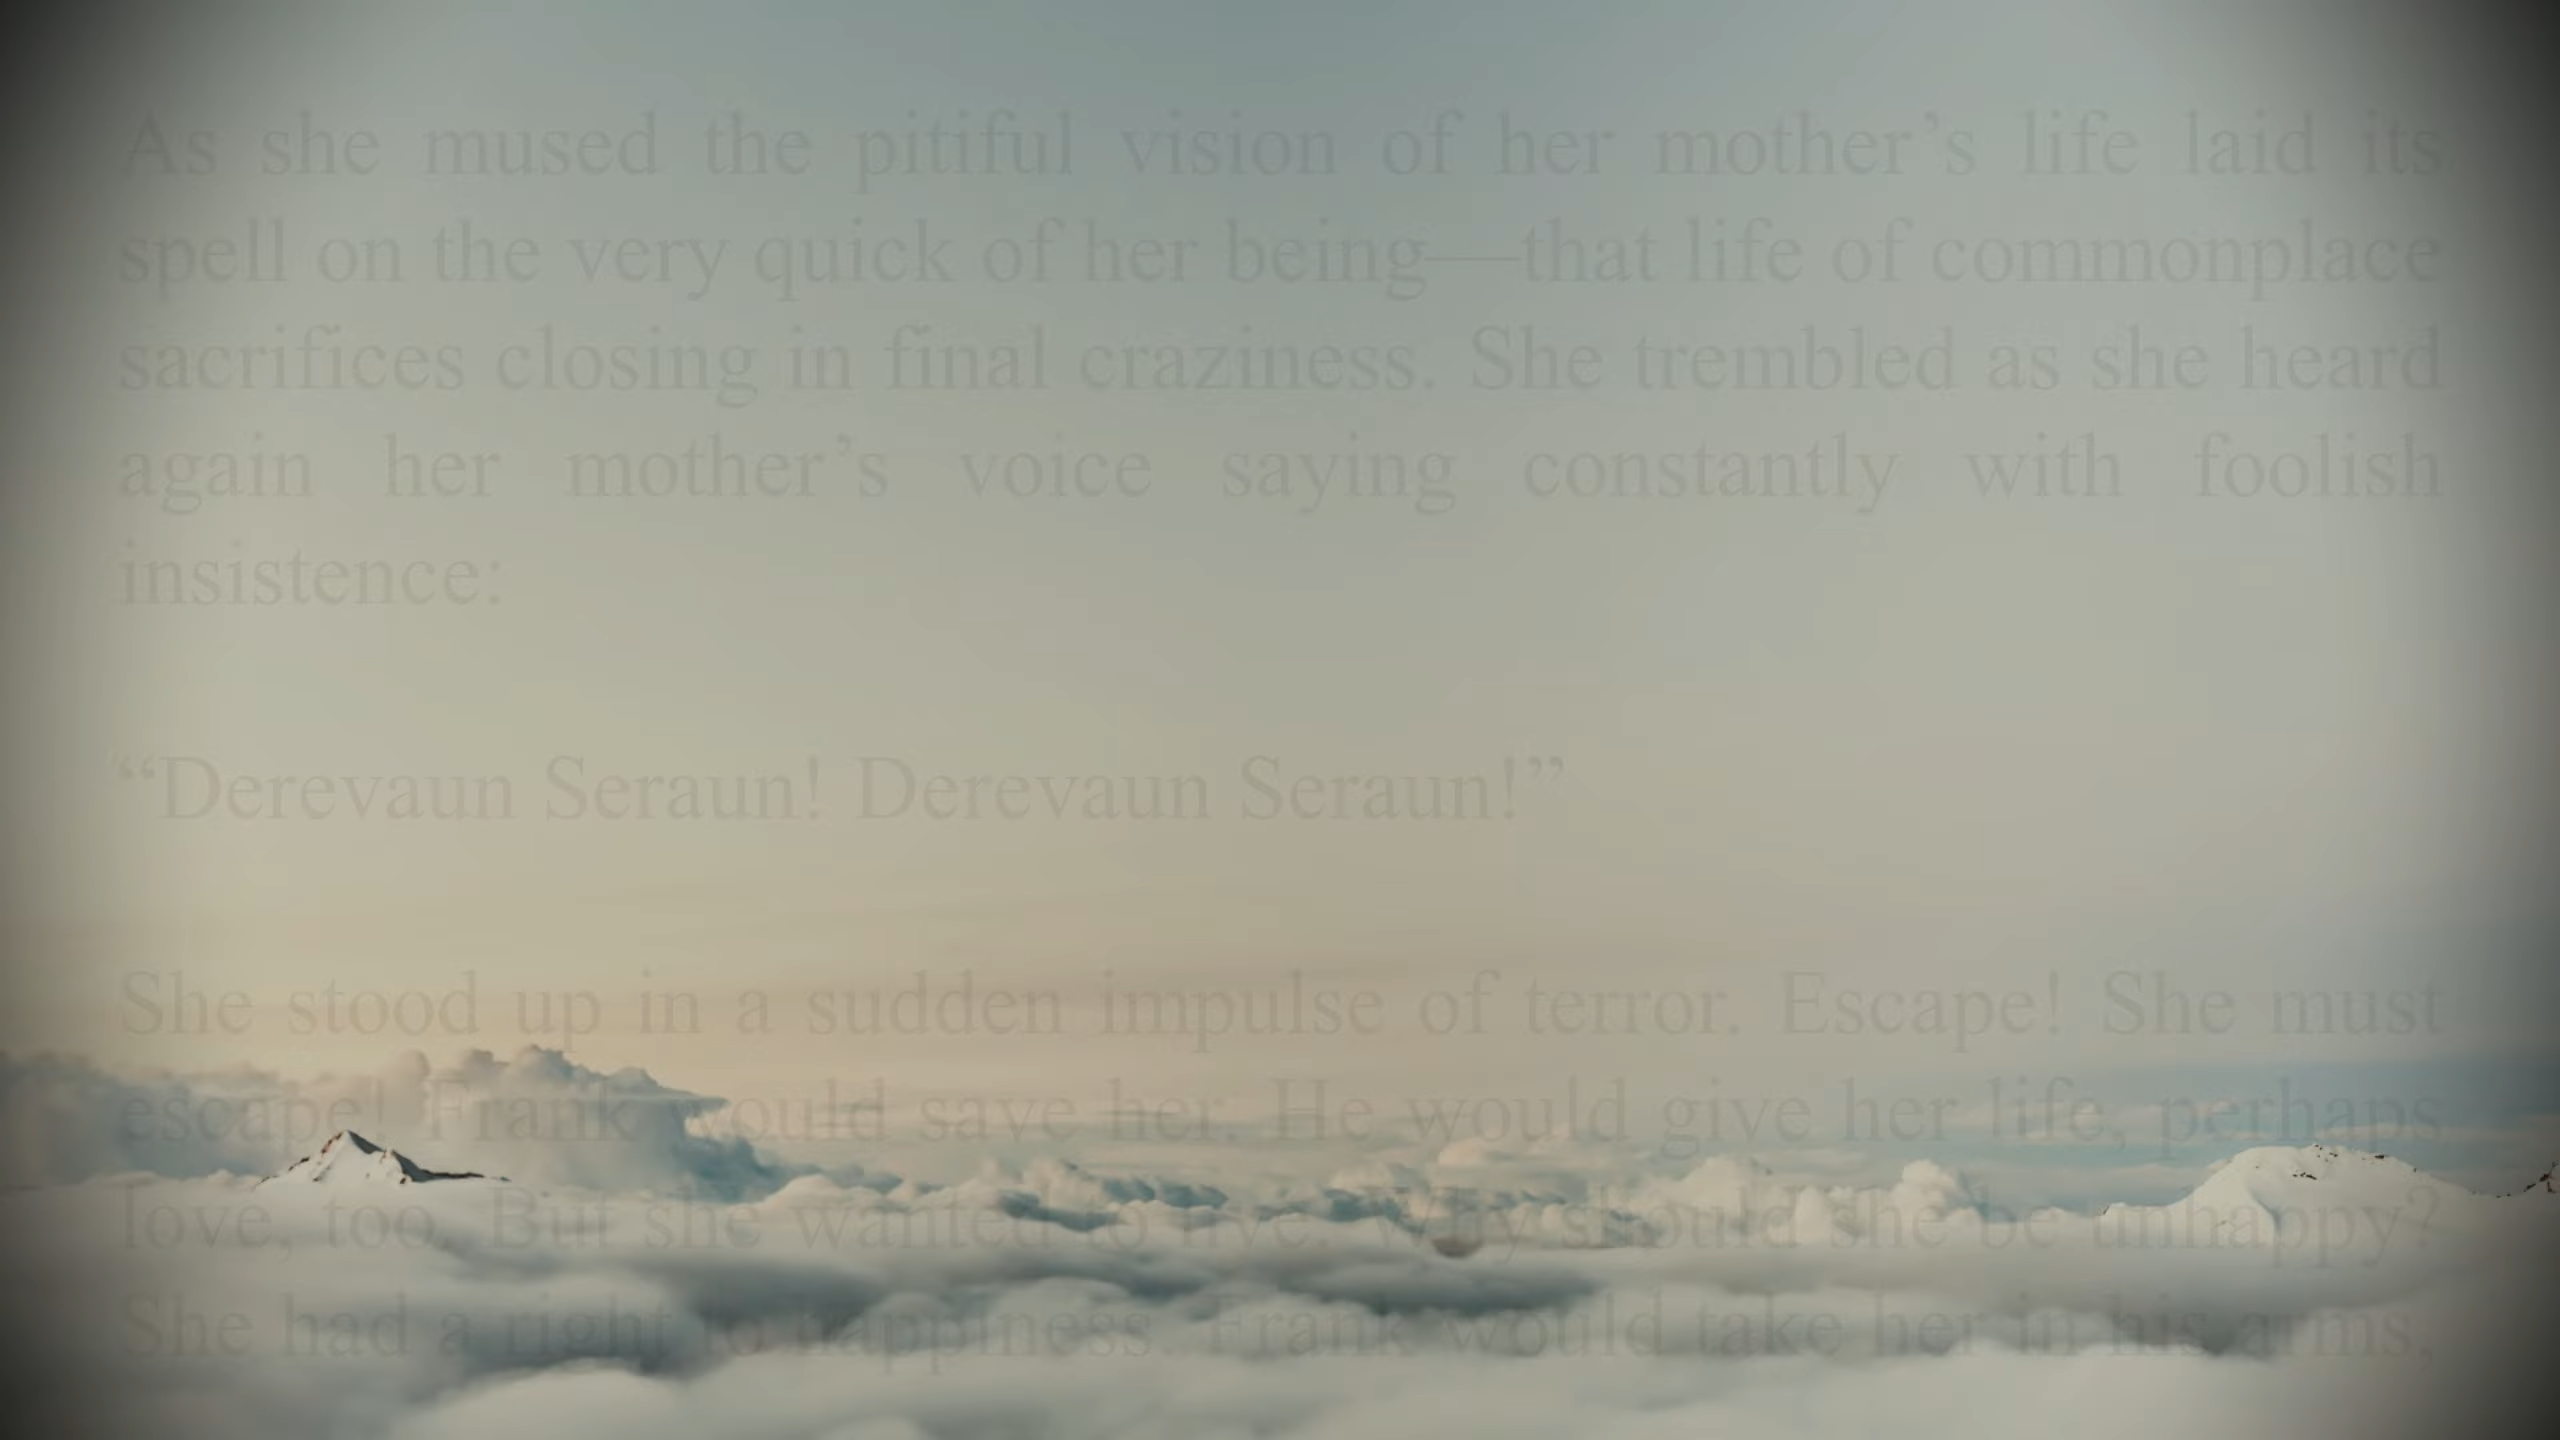 As she mused the pitiful vision of her mother’s life laid its
spell on the very quick of her being—that life of commonplace
sacrifices closing in final craziness. She trembled as she heard
again her mother’s voice saying constantly with foolish
insistence:
“Derevaun Seraun! Derevaun Seraun!”
She stood up in a sudden impulse of terror. Escape! She must
escape! Frank would save her. He would give her life, perhaps
love, too. But she wanted to live. Why should she be unhappy?
She had a right to happiness. Frank would take her in his arms,